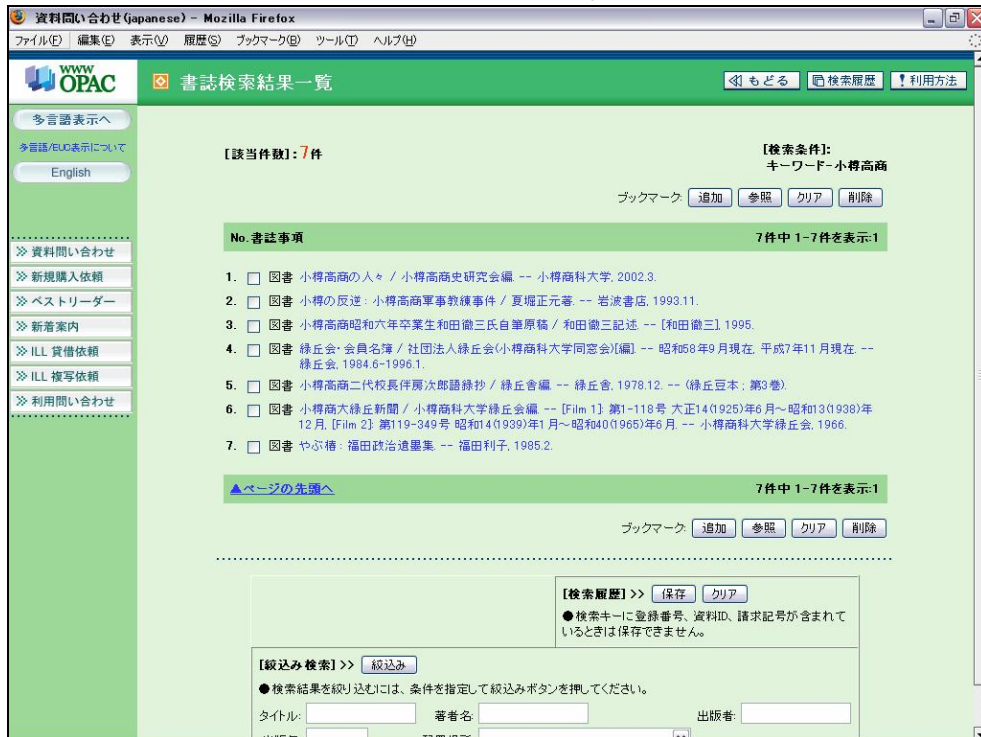 資料問い合わせ(japanese) - Mozilla Firefox
ファイル(F) 編集(E) 表示(V) 履歴(S) ブックマーク(B) ツール(T) ヘルプ(H)
WWW OPAC
書誌検索結果一覧
もどる 検索履歴 利用方法
多言語表示へ
多言語/EUC表示について
English
資料問い合わせ
新規購入依頼
ベストリーダー
新着案内
ILL 貸借依頼
ILL 複写依頼
利用問い合わせ
[該当件数]:7件
[検索条件]:
キーワード-小樽高商
ブックマーク: 追加 参照 クリア 削除
No.書誌事項 7件中 1-7件を表示:1
1. 図書 小樽高商の人々 / 小樽高商史研究会編. -- 小樽商科大学, 2002.3.
2. 図書 小樽の反逆 : 小樽高商軍事教練事件 / 夏堀正元著. -- 岩波書店, 1993.11.
3. 図書 小樽高商昭和六年卒業生和田徹三氏自筆原稿 / 和田徹三記述. -- [和田徹三], 1995.
4. 図書 緑丘会・会員名簿 / 社団法人緑丘会(小樽商科大学同窓会)[編]. -- 昭和58年9月現在, 平成7年11月現在. --
緑丘会, 1984.6-1996.1.
5. 図書 小樽高商二代校長伴房次郎語録抄 / 緑丘舎編. -- 緑丘舎, 1978.12. -- (緑丘豆本 ; 第3巻).
6. 図書 小樽商大緑丘新聞 / 小樽商科大学緑丘会編. -- [Film 1]: 第1-118号 大正14(1925)年6月~昭和13(1938)年
12月, [Film 2]: 第119-349号 昭和14(1939)年1月~昭和40(1965)年6月. -- 小樽商科大学緑丘会, 1966.
7. 図書 やぶ椿 : 福田政治追墨集. -- 福田利子, 1985.2.
▲ページの先頭へ 7件中 1-7件を表示:1
ブックマーク: 追加 参照 クリア 削除
[検索履歴] >> 保存 クリア
●検索キーに登録番号、資料ID、請求記号が含まれて
いるときは保存できません。
[絞込み検索] >> 絞込み
●検索結果を絞り込むには、条件を指定して絞込みボタンを押してください。
タイトル: 著者名: 出版者: